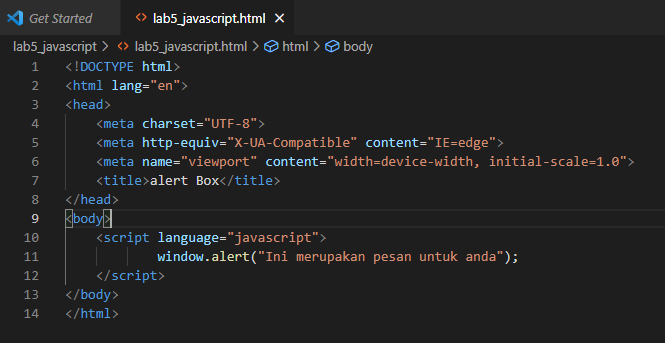 Get Started lab5_javascript.html
lab5_javascript > lab5_javascript.html > html > body
1 <!DOCTYPE html>
2 <html lang="en">
3 <head>
4     <meta charset="UTF-8">
5     <meta http-equiv="X-UA-Compatible" content="IE=edge">
6     <meta name="viewport" content="width=device-width, initial-scale=1.0">
7     <title>alert Box</title>
8 </head>
9 <body>
10     <script language="javascript">
11             window.alert("Ini merupakan pesan untuk anda");
12     </script>
13 </body>
14 </html>